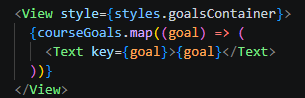 <View style={styles.goalsContainer}>
{courseGoals.map((goal) => (
<Text key={goal}>{goal}</Text>
))}
</View>